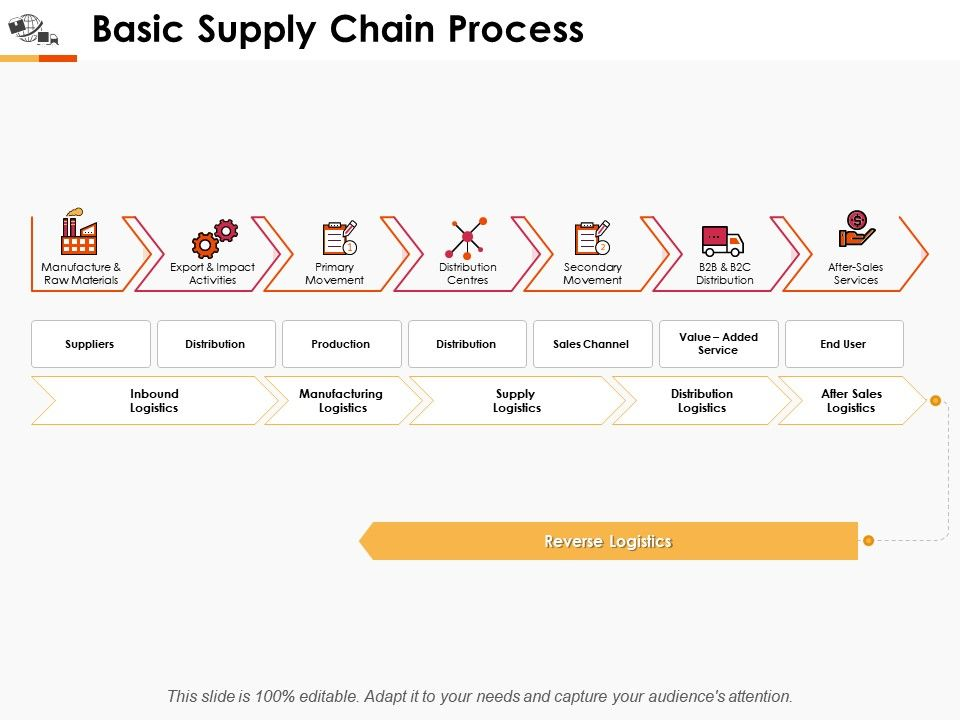 Basic Supply Chain Process
Manufacture &
Raw Materials
Export & Impact
Activities
1
Primary
Movement
Distribution
Centres
2
Secondary
Movement
B2B & B2C
Distribution
$
After-Sales
Services
Suppliers
Distribution
Production
Distribution
Sales Channel
Value – Added
Service
End User
Inbound
Logistics
Manufacturing
Logistics
Supply
Logistics
Distribution
Logistics
After Sales
Logistics
Reverse Logistics
This slide is 100% editable. Adapt it to your needs and capture your audience's attention.